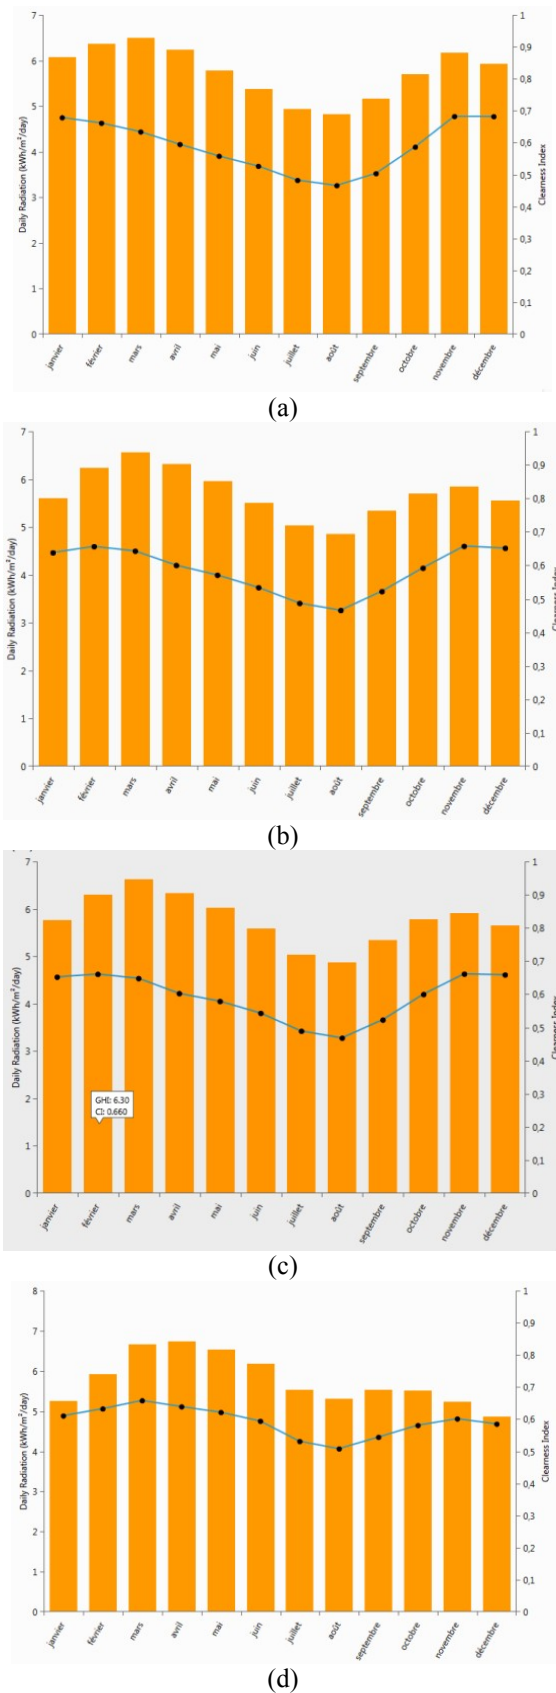 7
6
5
4
3
2
1
0
Daily Radiation (kWh/m²/day)
1
0,9
0,8
0,7
0,6
0,5
0,4
0,3
0,2
0,1
0
Clearness Index
janvier
février
mars
avril
mai
juin
juillet
août
septembre
octobre
novembre
décembre
(a)
7
6
5
4
3
2
1
0
Daily Radiation (kWh/m²/day)
1
0,9
0,8
0,7
0,6
0,5
0,4
0,3
0,2
0,1
0
Clearness Index
janvier
février
mars
avril
mai
juin
juillet
août
septembre
octobre
novembre
décembre
(b)
7
6
5
4
3
2
1
0
Daily Radiation (kWh/m²/day)
GHI: 6.30
CI: 0.660
1
0,9
0,8
0,7
0,6
0,5
0,4
0,3
0,2
0,1
0
Clearness Index
janvier
février
mars
avril
mai
juin
juillet
août
septembre
octobre
novembre
décembre
(c)
8
7
6
5
4
3
2
1
0
Daily Radiation (kWh/m²/day)
1
0,9
0,8
0,7
0,6
0,5
0,4
0,3
0,2
0,1
0
Clearness Index
janvier
février
mars
avril
mai
juin
juillet
août
septembre
octobre
novembre
décembre
(d)